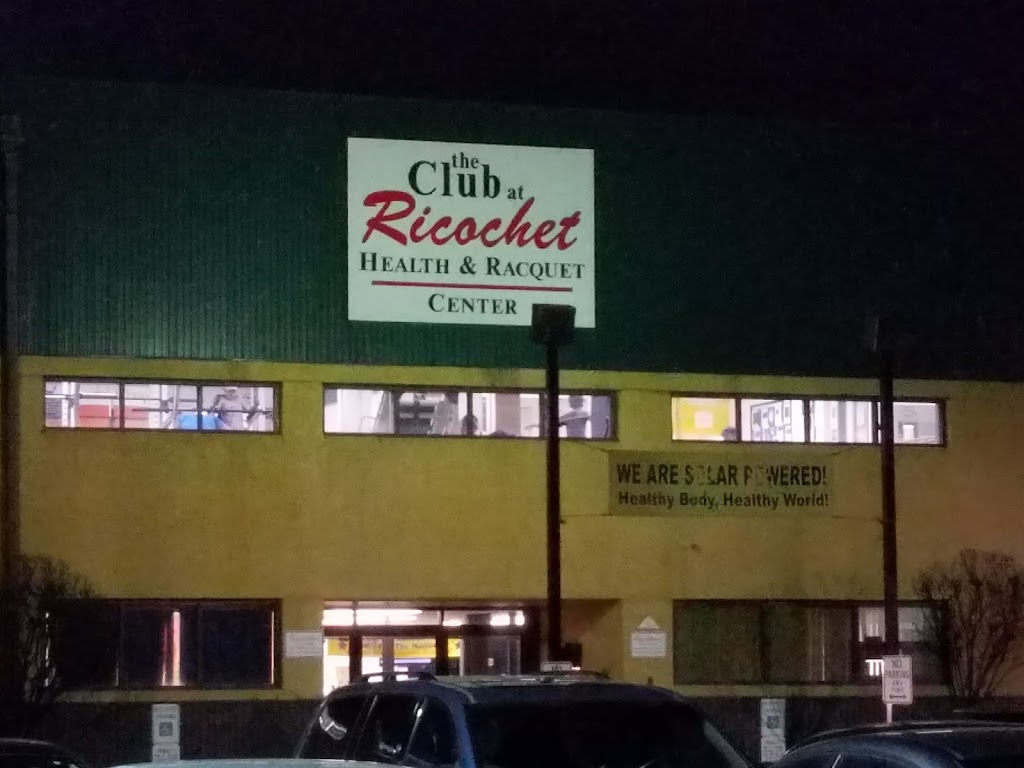 the
Club at
Ricochet
HEALTH & RACQUET
CENTER
WE ARE SOLAR POWERED!
Healthy Body, Healthy World!
NO
PARKING